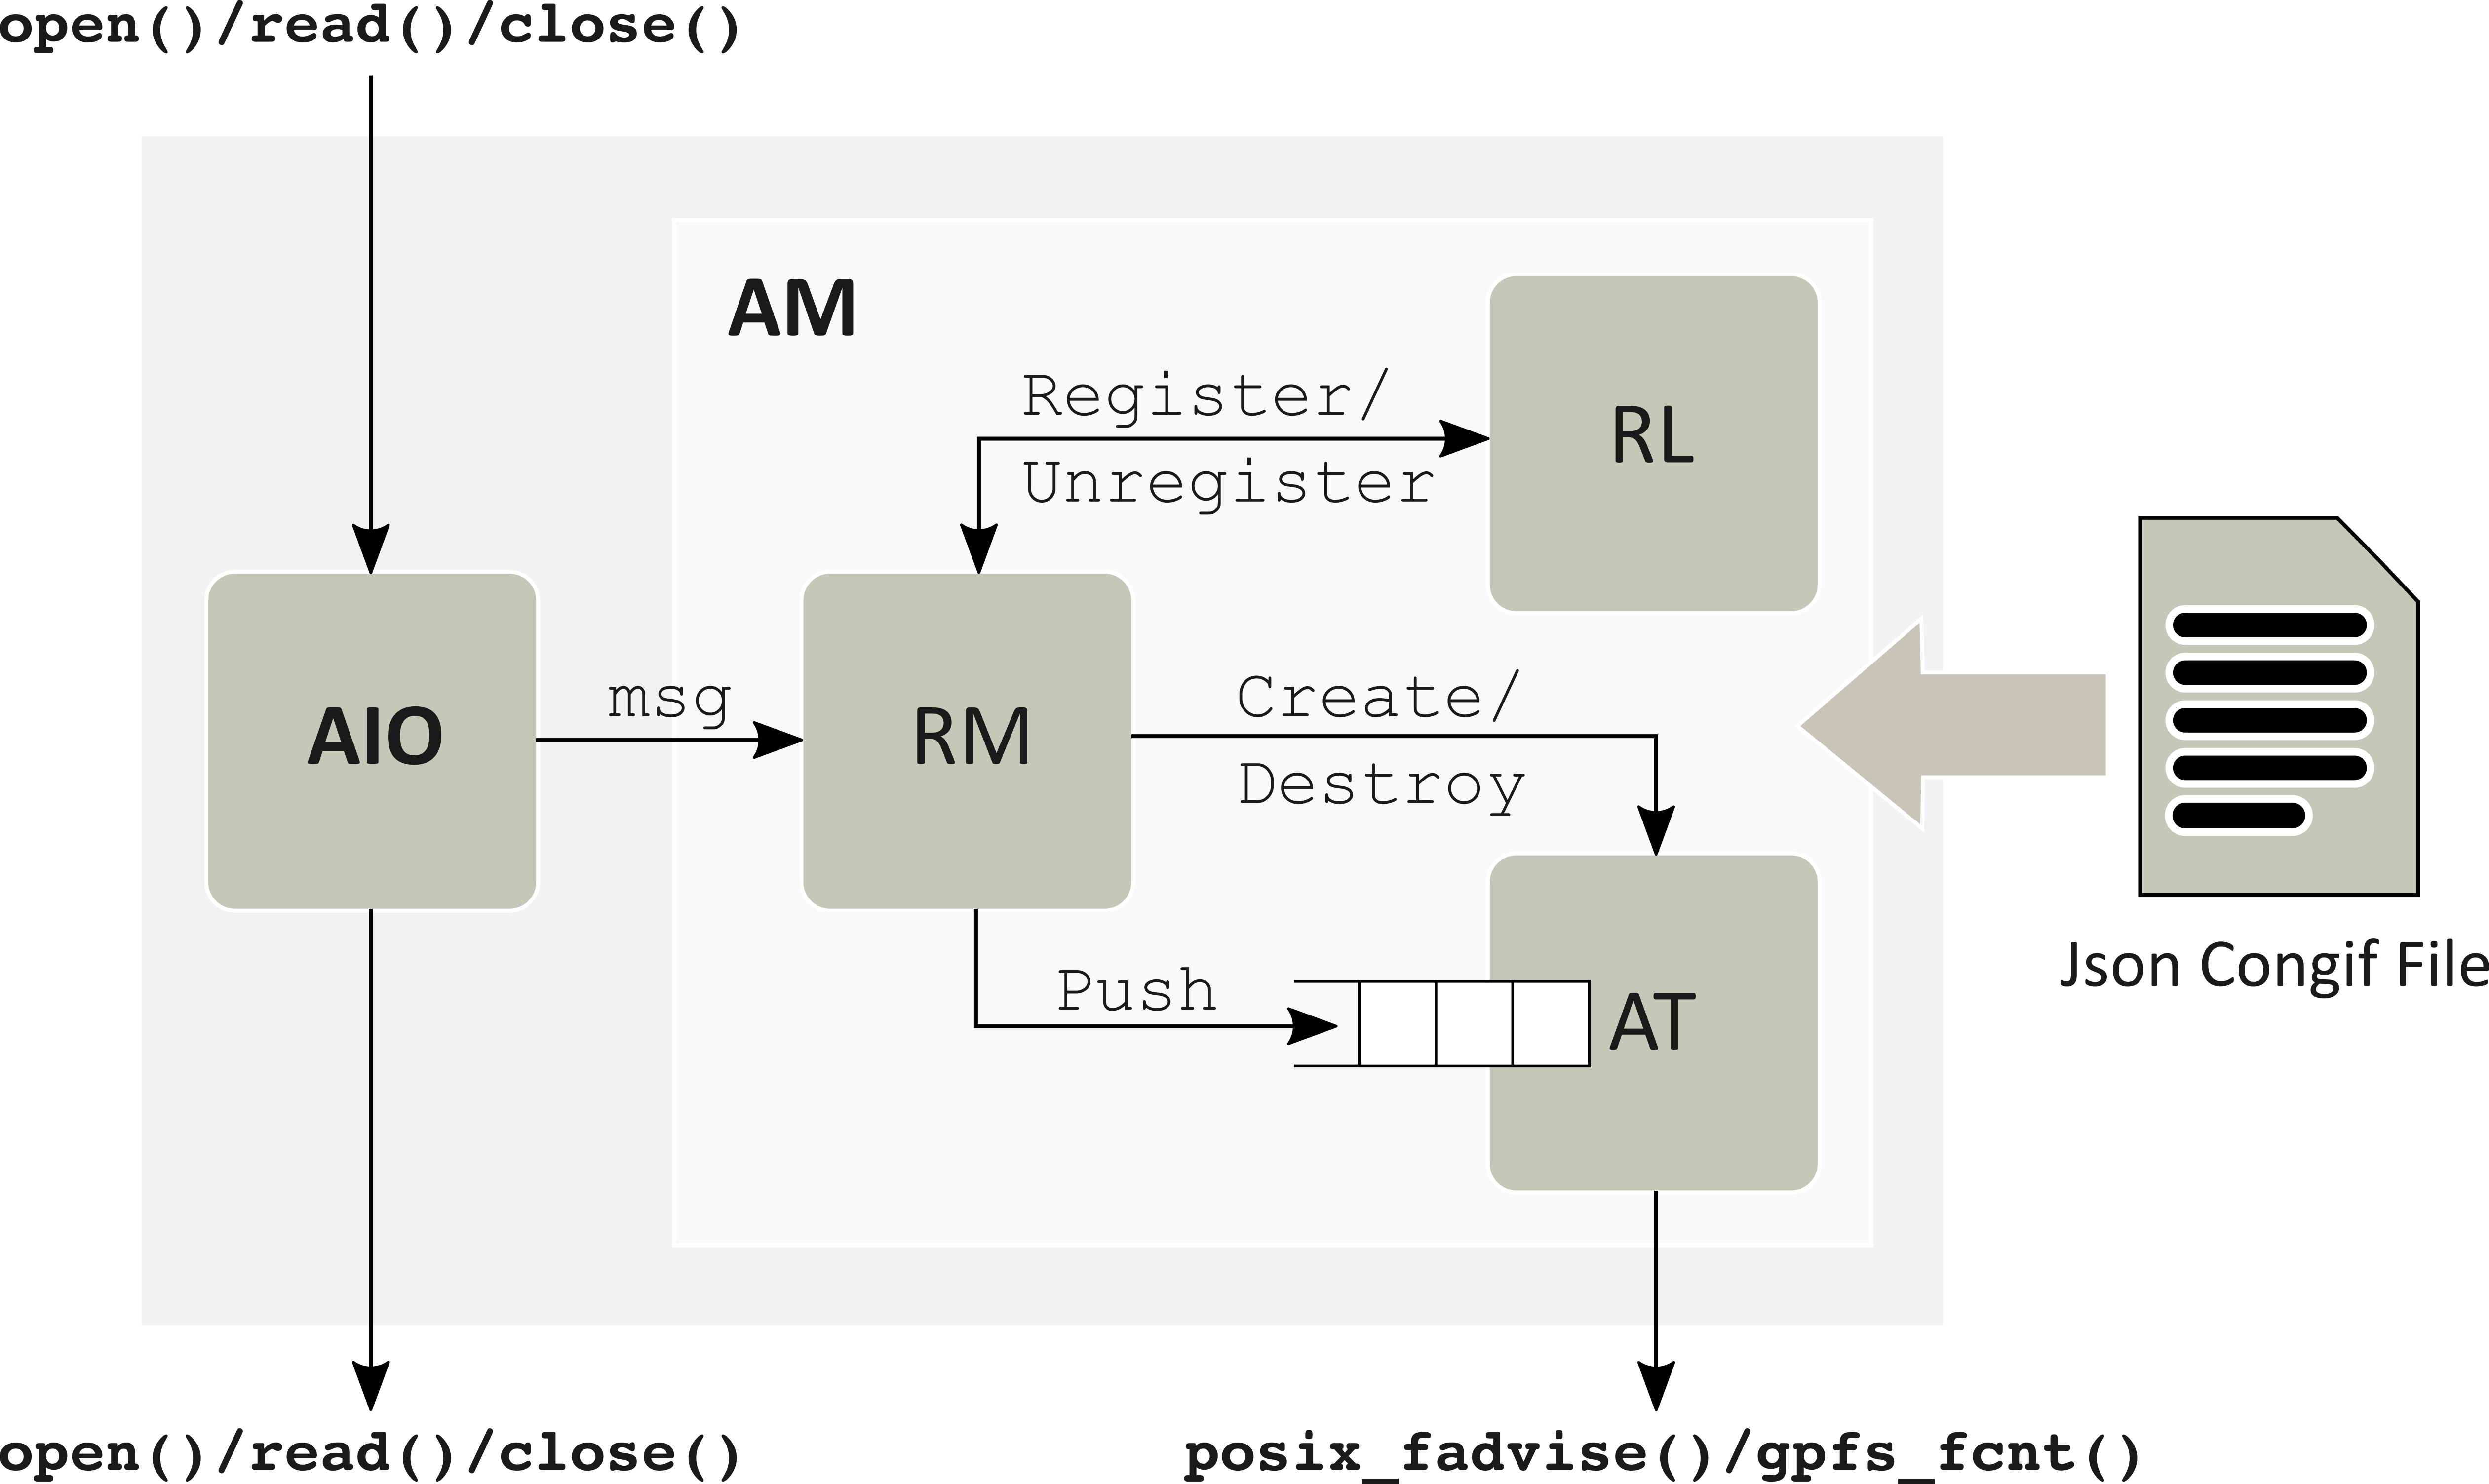 open()/read()/close()
AM
Register/
Unregister
RL
AIO
msg
RM
Create/
Destroy
Json Congif File
Push
AT
open()/read()/close()
posix_fadvise()/gpfs_fcnt()